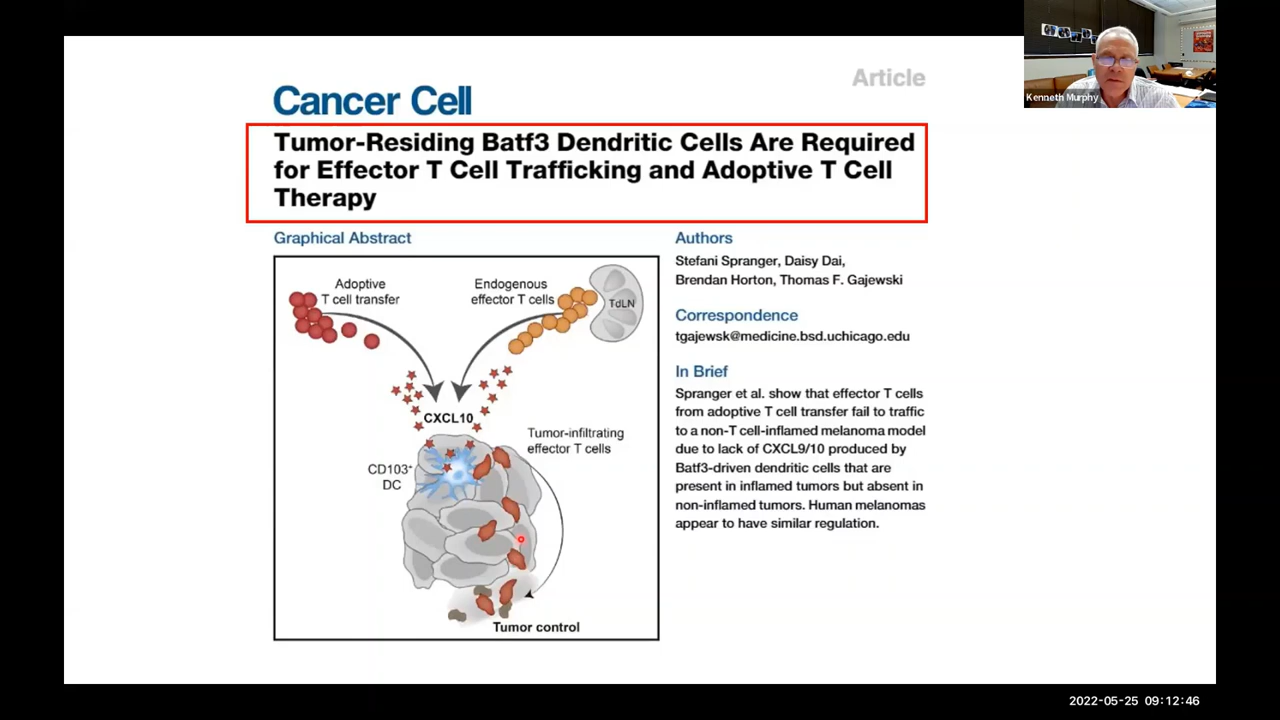 Article
Cancer Cell
Tumor-Residing Batf3 Dendritic Cells Are Required
for Effector T Cell Trafficking and Adoptive T Cell
Therapy
Graphical Abstract
Adoptive
T cell transfer
Endogenous
effector T cells
TdLN
CXCL10
Tumor-infiltrating
effector T cells
CD103+
DC
Tumor control
Authors
Stefani Spranger, Daisy Dai,
Brendan Horton, Thomas F. Gajewski
Correspondence
tgajewsk@medicine.bsd.uchicago.edu
In Brief
Spranger et al. show that effector T cells
from adoptive T cell transfer fail to traffic
to a non-T cell-inflamed melanoma model
due to lack of CXCL9/10 produced by
Batf3-driven dendritic cells that are
present in inflamed tumors but absent in
non-inflamed tumors. Human melanomas
appear to have similar regulation.
Kenneth Murphy
2022-05-25 09:12:46